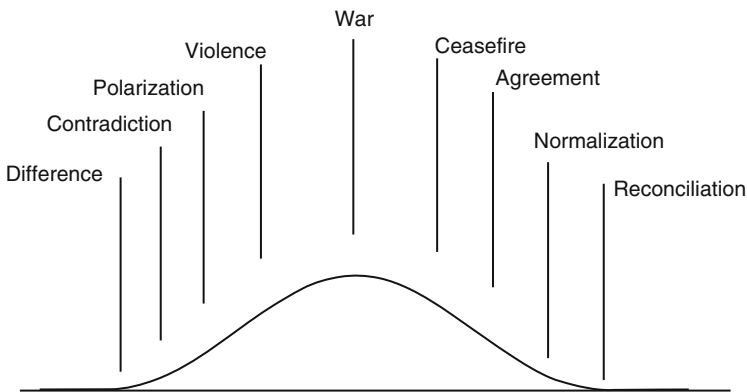 War
Violence
Ceasefire
Polarization
Agreement
Contradiction
Normalization
Difference
Reconciliation